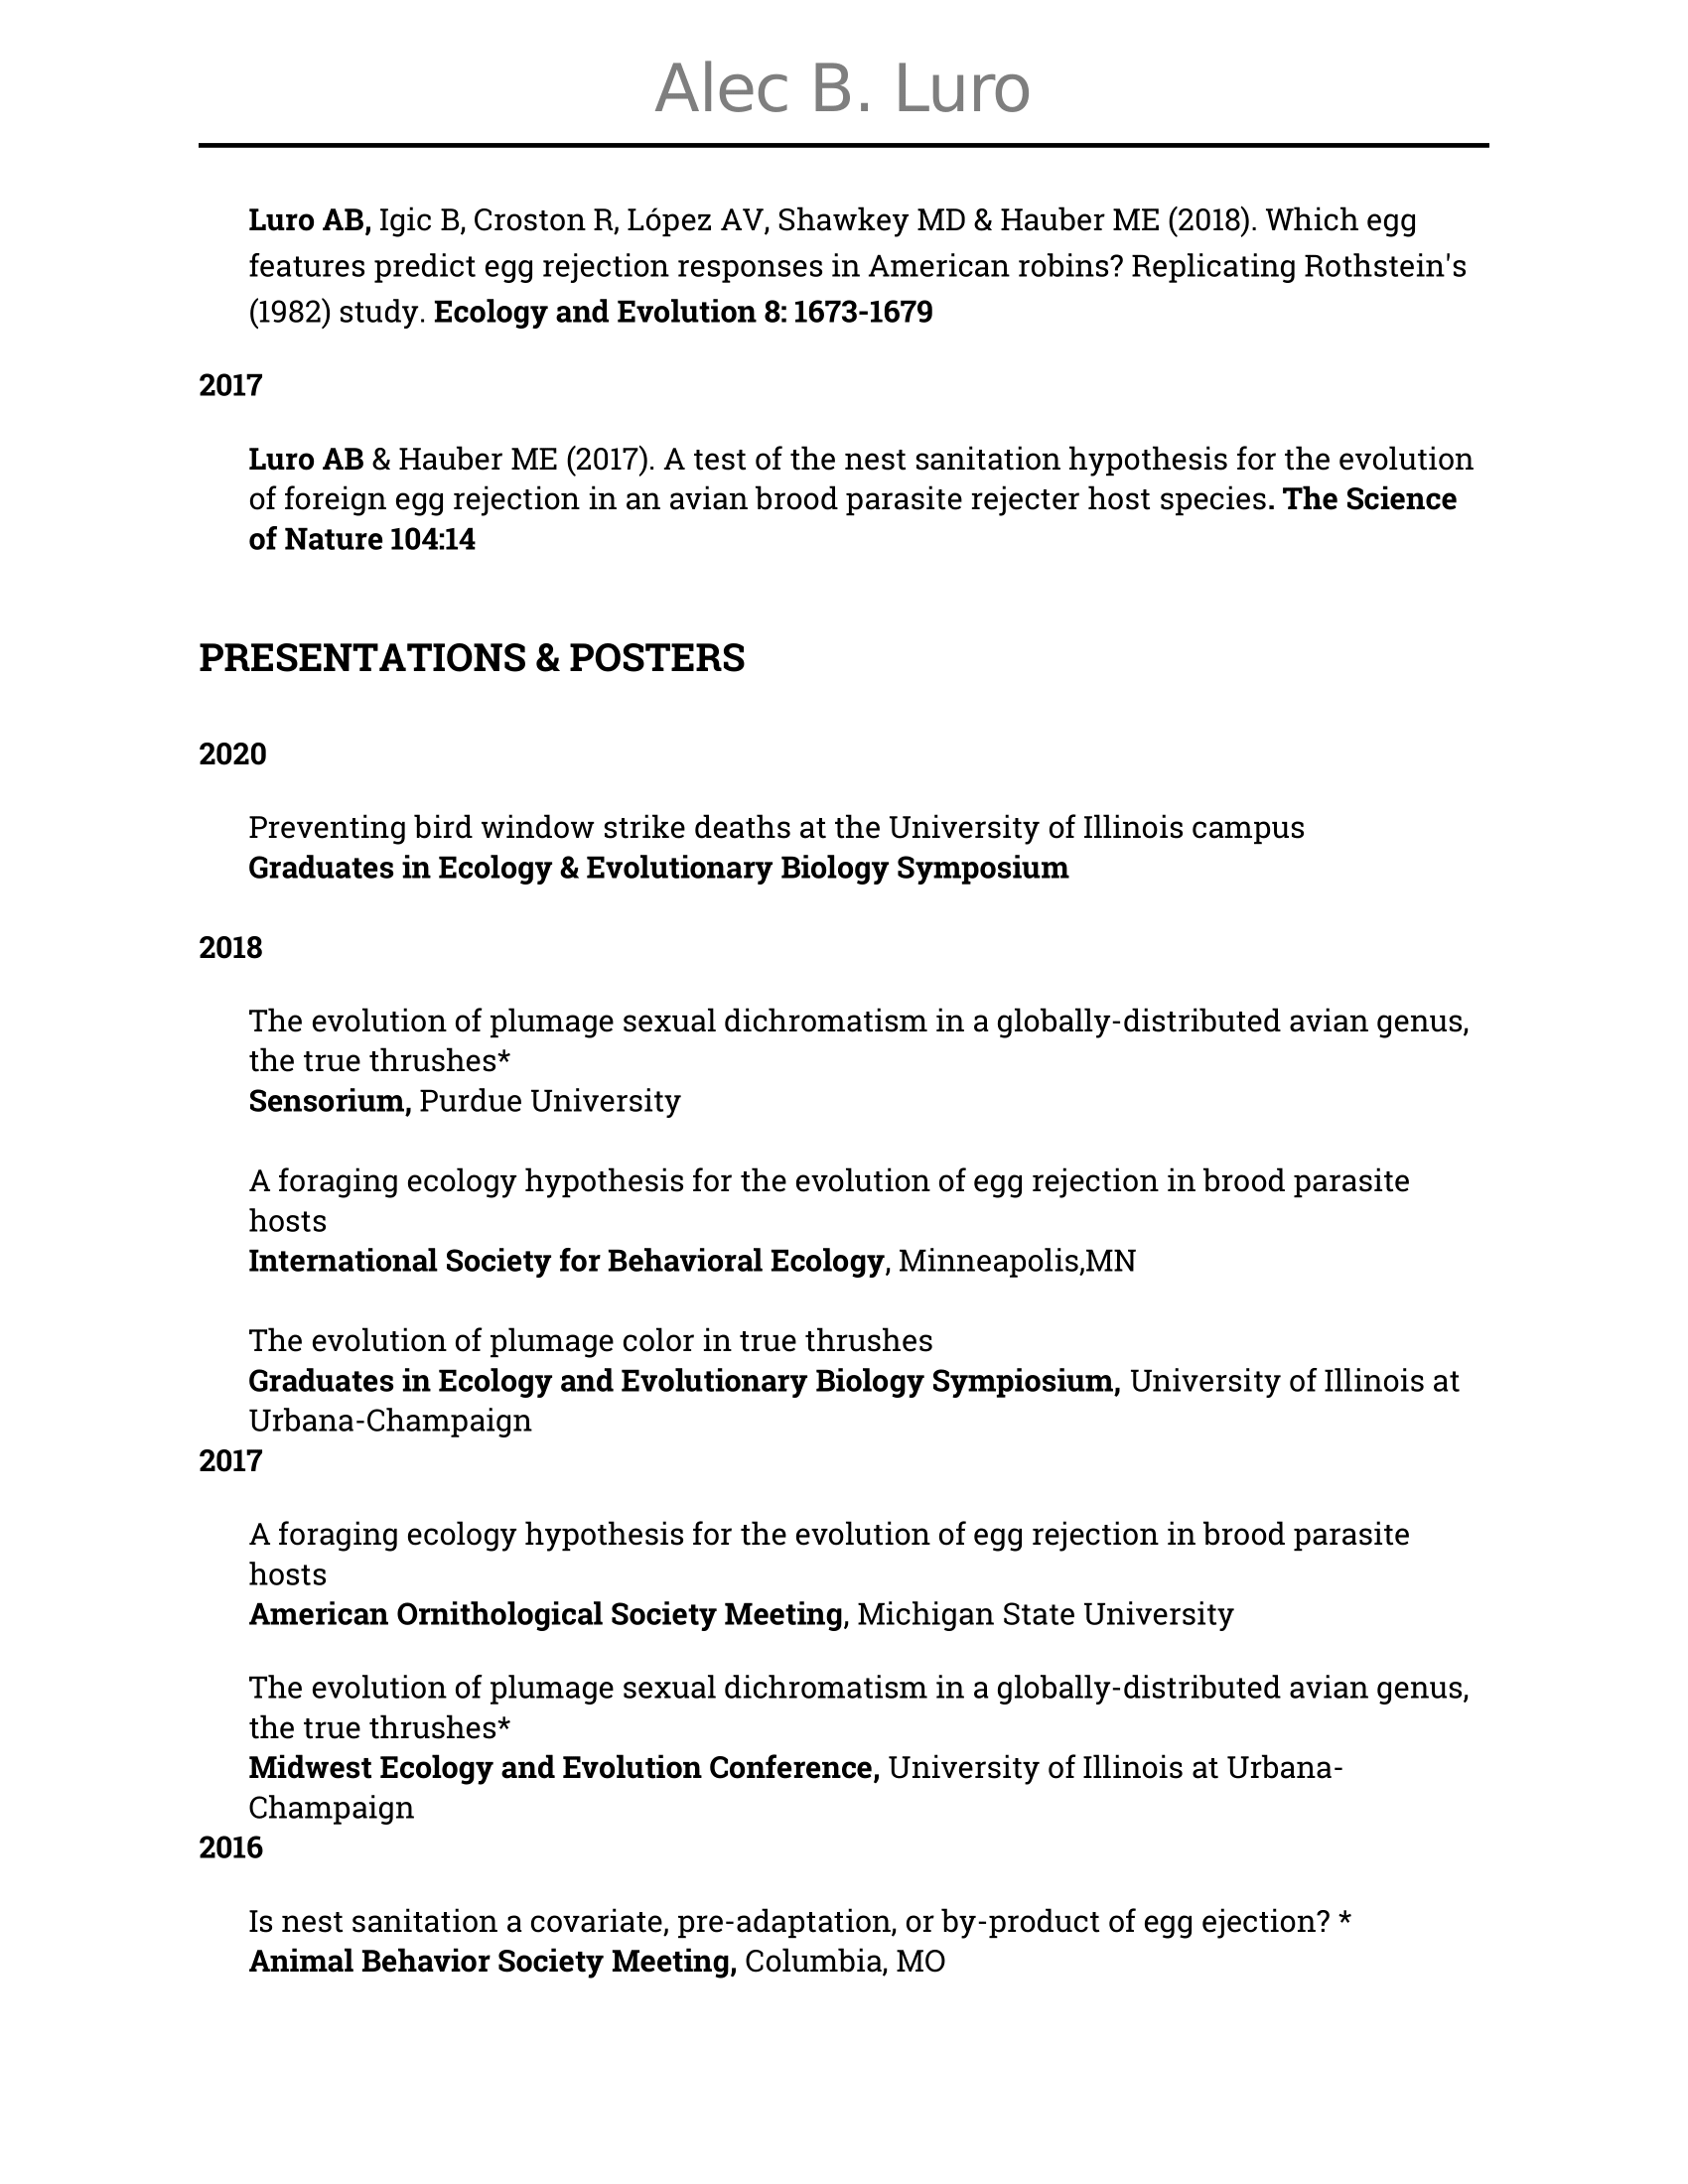 Alec B. Luro
Luro AB, Igic B, Croston R, López AV, Shawkey MD & Hauber ME (2018). Which egg
features predict egg rejection responses in American robins? Replicating Rothstein's
(1982) study. Ecology and Evolution 8: 1673-1679
2017
Luro AB & Hauber ME (2017). A test of the nest sanitation hypothesis for the evolution
of foreign egg rejection in an avian brood parasite rejecter host species. The Science
of Nature 104:14
PRESENTATIONS & POSTERS
2020
Preventing bird window strike deaths at the University of Illinois campus
Graduates in Ecology & Evolutionary Biology Symposium
2018
The evolution of plumage sexual dichromatism in a globally-distributed avian genus,
the true thrushes*
Sensorium, Purdue University
A foraging ecology hypothesis for the evolution of egg rejection in brood parasite
hosts
International Society for Behavioral Ecology, Minneapolis,MN
The evolution of plumage color in true thrushes
Graduates in Ecology and Evolutionary Biology Sympiosium, University of Illinois at
Urbana-Champaign
2017
A foraging ecology hypothesis for the evolution of egg rejection in brood parasite
hosts
American Ornithological Society Meeting, Michigan State University
The evolution of plumage sexual dichromatism in a globally-distributed avian genus,
the true thrushes*
Midwest Ecology and Evolution Conference, University of Illinois at Urbana-
Champaign
2016
Is nest sanitation a covariate, pre-adaptation, or by-product of egg ejection? *
Animal Behavior Society Meeting, Columbia, MO